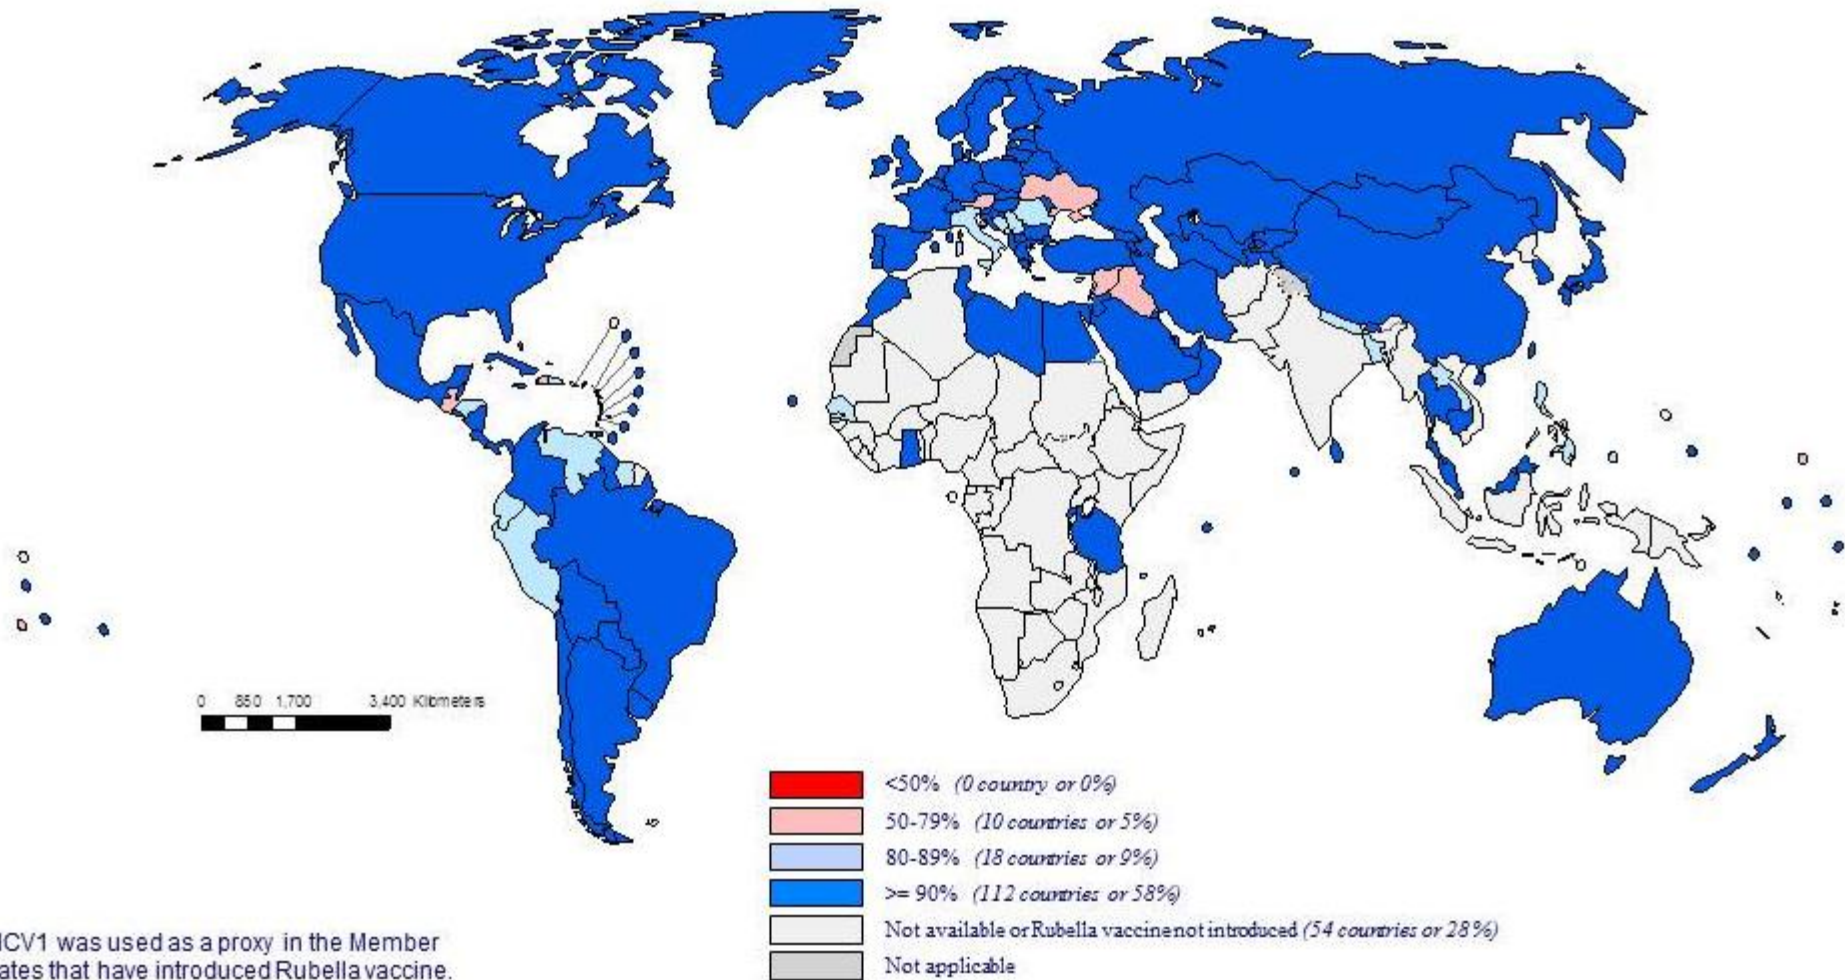 0 850 1,700 3,400 Kilometers
<50% (0 country or 0%)
50-79% (10 countries or 5%)
80-89% (18 countries or 9%)
>= 90% (112 countries or 58%)
Not available or Rubella vaccine not introduced (54 countries or 28%)
Not applicable
was used as a proxy in the Member
that have introduced Rubella vaccine.